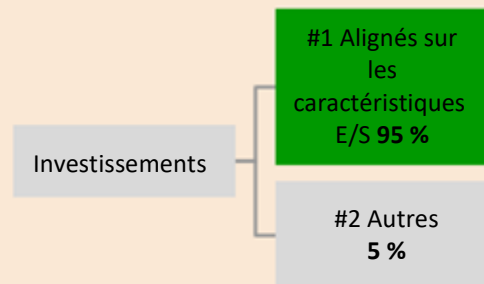 #1 Alignés sur
les
caractéristiques
E/S 95 %
Investissements
#2 Autres
5 %